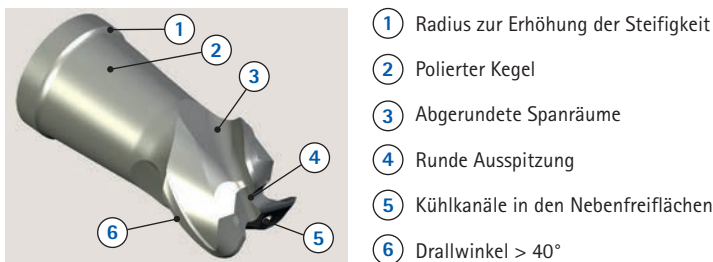 1
2
3
4
5
6
1 Radius zur Erhöhung der Steifigkeit
2 Polierter Kegel
3 Abgerundete Spanräume
4 Runde Ausspitzung
5 Kühlkanäle in den Nebenfreiflächen
6 Drallwinkel > 40°